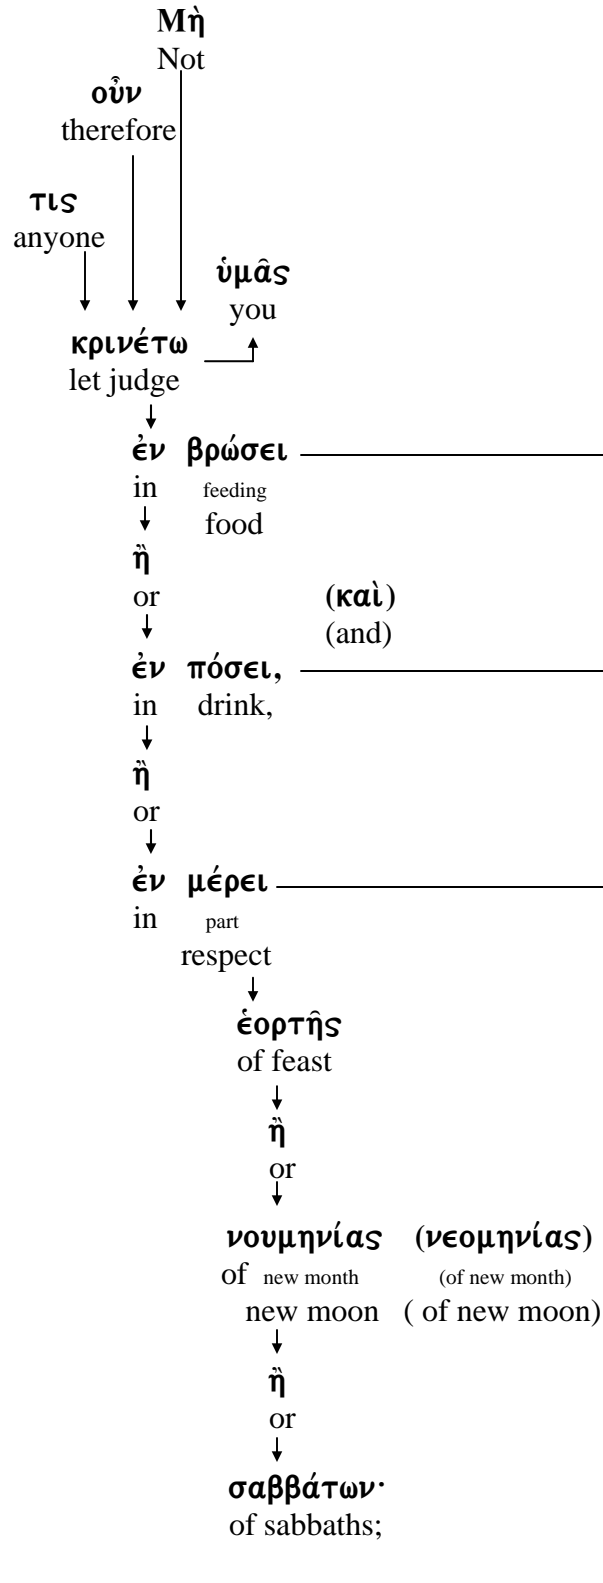 Μὴ
Not
οὖν
therefore
τις
anyone
ὑμᾶς
you
κρινέτω
let judge
ἐν βρώσει
in feeding
food
ἢ
or
(καὶ)
(and)
ἐν πόσει,
in drink,
ἢ
or
ἐν μέρει
in part
respect
ἑορτῆς
of feast
ἢ
or
νουμηνίας (νεομηνίας)
of new month (of new month)
new moon ( of new moon)
ἢ
or
σαββάτων·
of sabbaths;